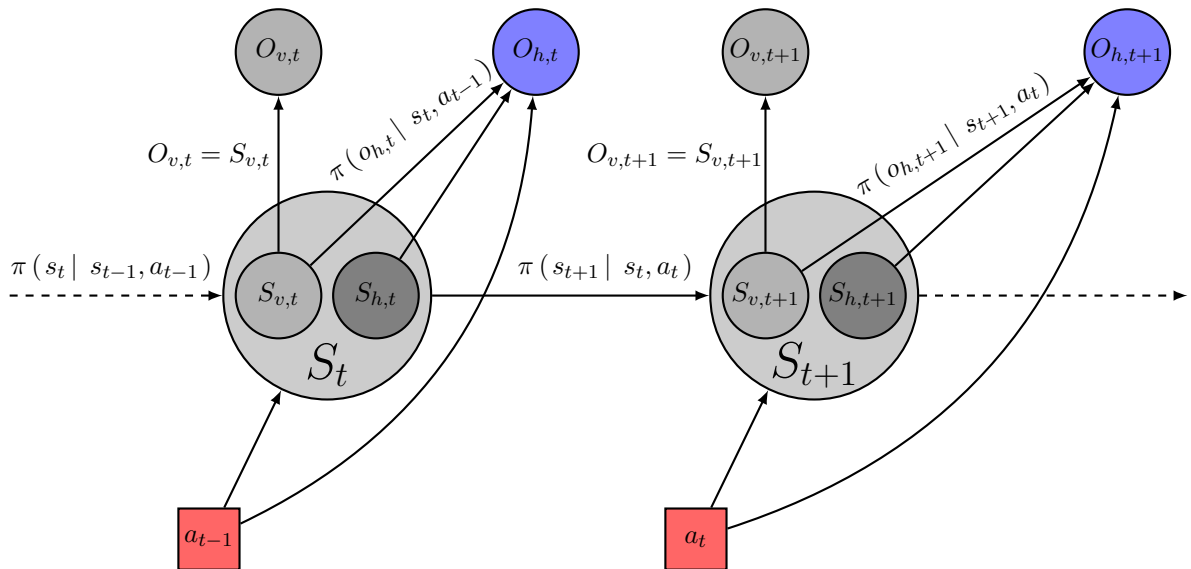 O_{v,t}
O_{h,t}
O_{v,t+1}
O_{h,t+1}
O_{v,t} = S_{v,t}
π(o_{h,t} | s_t, a_{t−1})
O_{v,t+1} = S_{v,t+1}
π(o_{h,t+1} | s_{t+1}, a_t)
π(s_t | s_{t−1}, a_{t−1})
S_{v,t}
S_{h,t}
π(s_{t+1} | s_t, a_t)
S_{v,t+1}
S_{h,t+1}
S_t
S_{t+1}
a_{t−1}
a_t